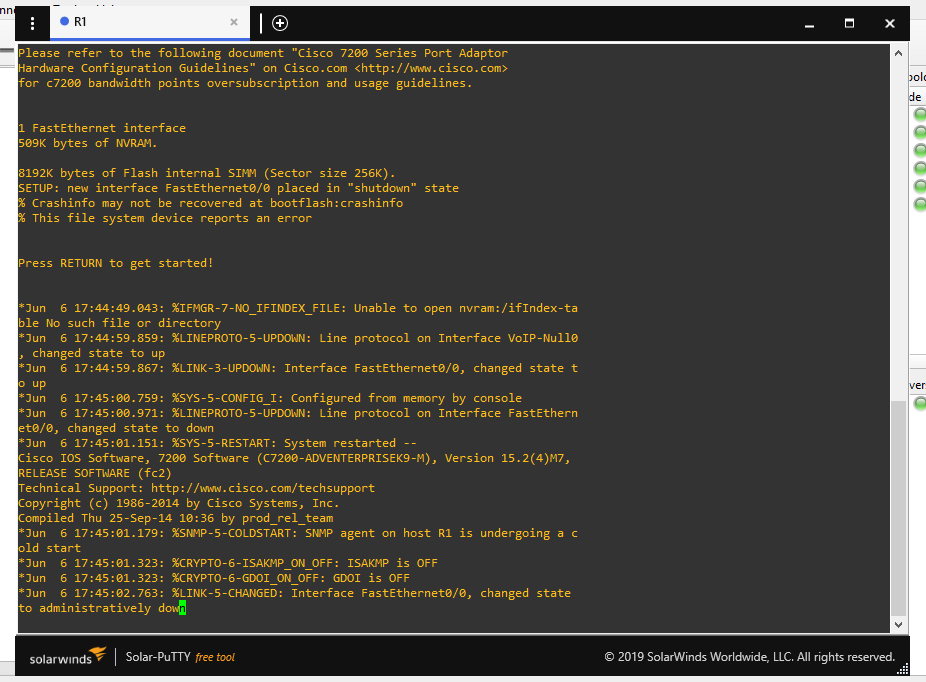 nne
R1
Please refer to the following document "Cisco 7200 Series Port Adaptor
Hardware Configuration Guidelines" on Cisco.com <http://www.cisco.com>
for c7200 bandwidth points oversubscription and usage guidelines.
1 FastEthernet interface
509K bytes of NVRAM.
8192K bytes of Flash internal SIMM (Sector size 256K).
SETUP: new interface FastEthernet0/0 placed in "shutdown" state
% Crashinfo may not be recovered at bootflash:crashinfo
% This file system device reports an error
Press RETURN to get started!
*Jun  6 17:44:49.043: %IFMGR-7-NO_IFINDEX_FILE: Unable to open nvram:/ifIndex-ta
ble No such file or directory
*Jun  6 17:44:59.859: %LINEPROTO-5-UPDOWN: Line protocol on Interface VoIP-Null0
, changed state to up
*Jun  6 17:44:59.867: %LINK-3-UPDOWN: Interface FastEthernet0/0, changed state t
o up
*Jun  6 17:45:00.759: %SYS-5-CONFIG_I: Configured from memory by console
*Jun  6 17:45:00.971: %LINEPROTO-5-UPDOWN: Line protocol on Interface FastEthern
et0/0, changed state to down
*Jun  6 17:45:01.151: %SYS-5-RESTART: System restarted --
Cisco IOS Software, 7200 Software (C7200-ADVENTERPRISEK9-M), Version 15.2(4)M7,
RELEASE SOFTWARE (fc2)
Technical Support: http://www.cisco.com/techsupport
Copyright (c) 1986-2014 by Cisco Systems, Inc.
Compiled Thu 25-Sep-14 10:36 by prod_rel_team
*Jun  6 17:45:01.179: %SNMP-5-COLDSTART: SNMP agent on host R1 is undergoing a c
old start
*Jun  6 17:45:01.323: %CRYPTO-6-ISAKMP_ON_OFF: ISAKMP is OFF
*Jun  6 17:45:01.323: %CRYPTO-6-GDOI_ON_OFF: GDOI is OFF
*Jun  6 17:45:02.763: %LINK-5-CHANGED: Interface FastEthernet0/0, changed state
to administratively down
solarwinds
Solar-PuTTY free tool
© 2019 SolarWinds Worldwide, LLC. All rights reserved.
de
vers